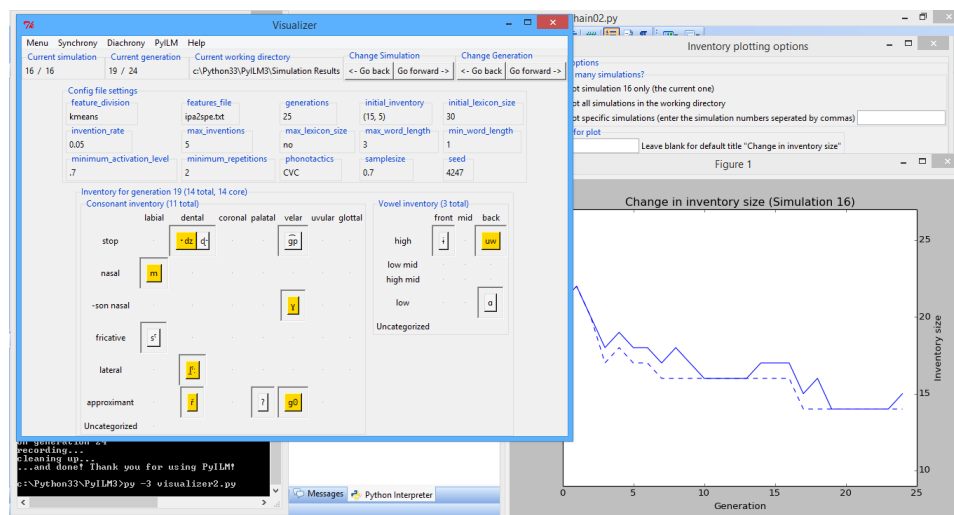 Visualizer
Menu Synchrony Diachrony PyILM Help
Current simulation Current generation Current working directory Change Simulation Change Generation
16 / 16 19 / 24 c:\Python33\PyILM3\Simulation Results <- Go back Go forward -> <- Go back Go forward ->
Config file settings
feature_division features_file generations initial_inventory initial_lexicon_size
kmeans ipa2spe.txt 25 (15, 5) 30
invention_rate max_inventions max_lexicon_size max_word_length min_word_length
0.05 5 no 3 1
minimum_activation_level minimum_repetitions phonotactics samplesize seed
.7 2 CVC 0.7 4247
Inventory for generation 19 (14 total, 14 core)
Consonant inventory (11 total)
labial dental coronal palatal velar uvular glottal
stop dz g͡p
nasal m
-son nasal ɣ
fricative sˤ
lateral
approximant r̃ ? g0
Uncategorized
Vowel inventory (3 total)
front mid back
high ɨ uw
low mid
high mid
low ɑ
Uncategorized
on generation 24
recording...
cleaning up...
...and done! Thank you for using PyILM!
c:\Python33\PyILM3>py -3 visualizer2.py
Messages Python Interpreter
hain02.py
Inventory plotting options
ptions
many simulations?
ot simulation 16 only (the current one)
ot all simulations in the working directory
ot specific simulations (enter the simulation numbers seperated by commas)
for plot
Leave blank for default title "Change in inventory size"
Figure 1
Change in inventory size (Simulation 16)
25
20
15
10
Inventory size
0 5 10 15 20 25
Generation